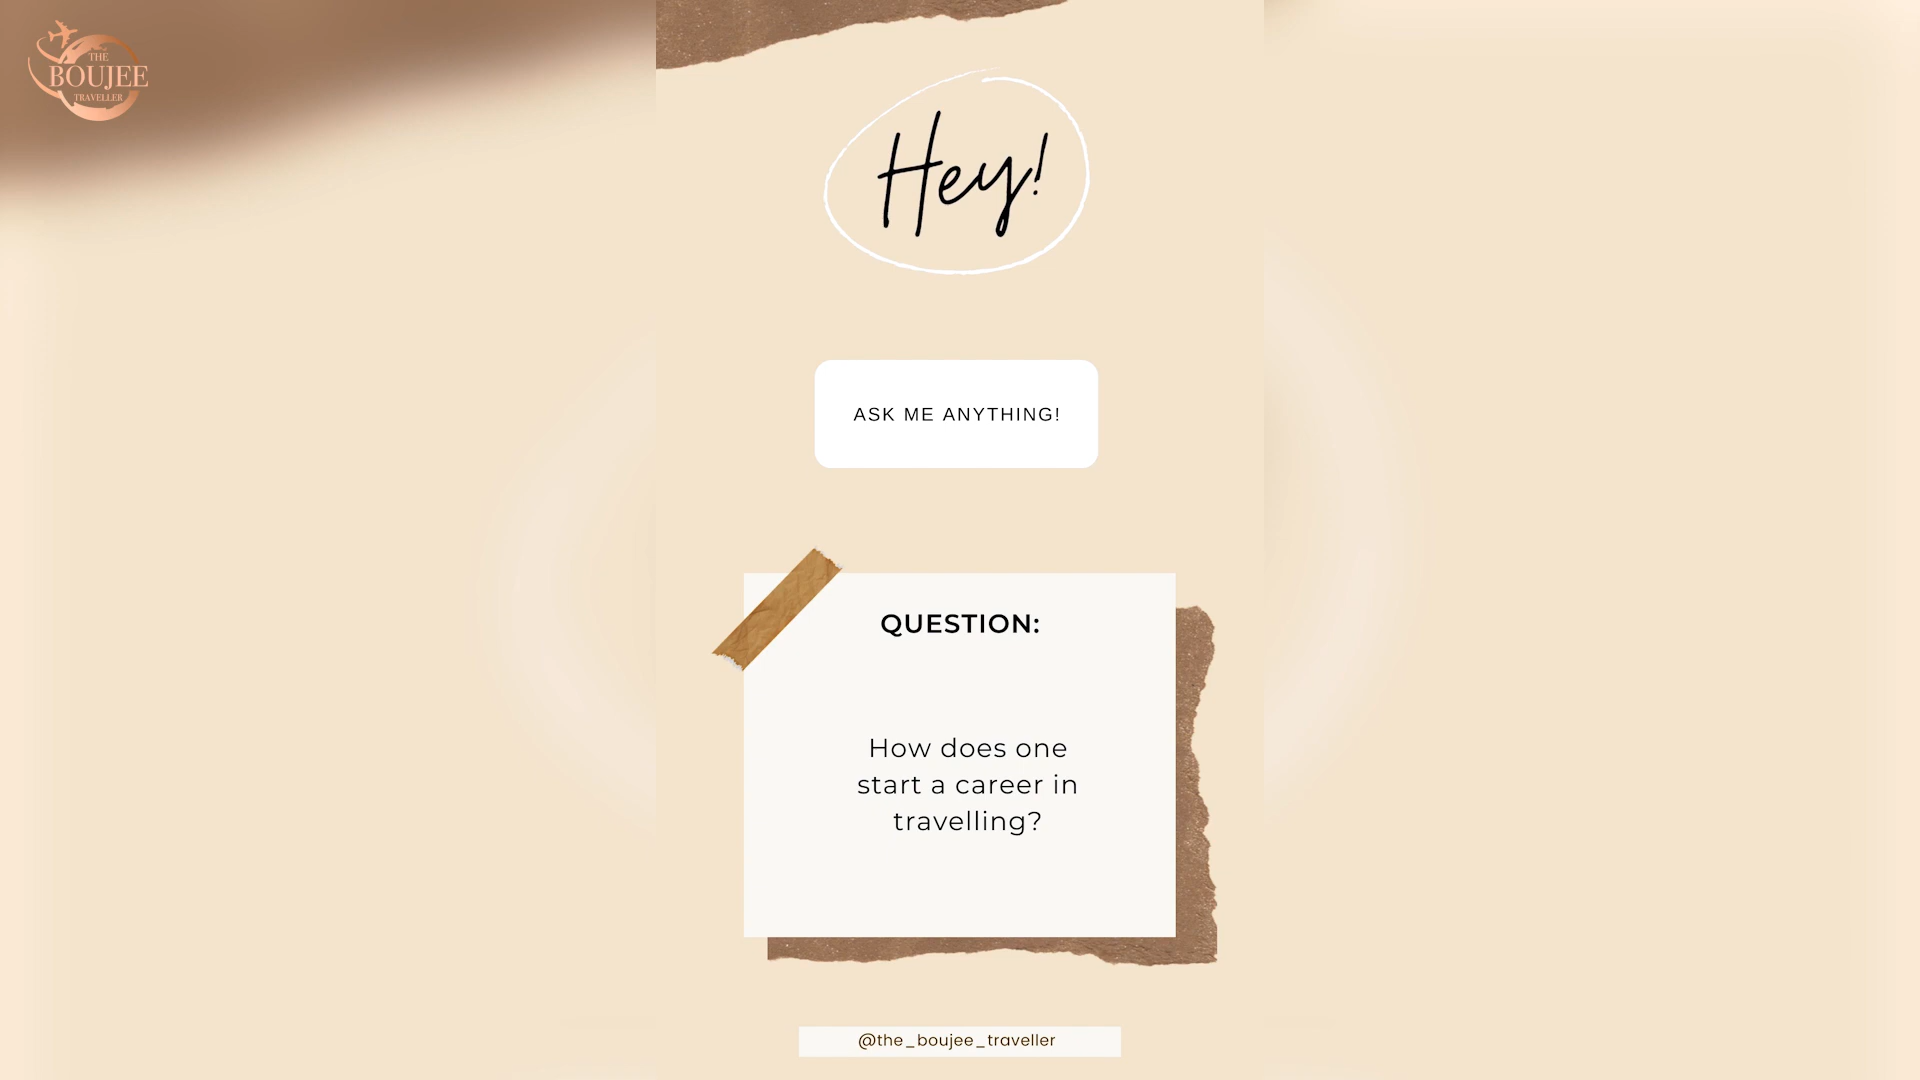 THE
BOUJEE
TRAVELLER
Hey!
ASK ME ANYTHING!
QUESTION:
How does one
start a career in
travelling?
@the_boujee_traveller